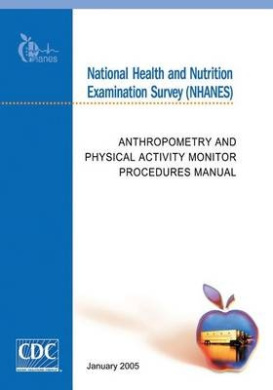 nhanes
National Health and Nutrition
Examination Survey (NHANES)
ANTHROPOMETRY AND
PHYSICAL ACTIVITY MONITOR
PROCEDURES MANUAL
CDC
January 2005